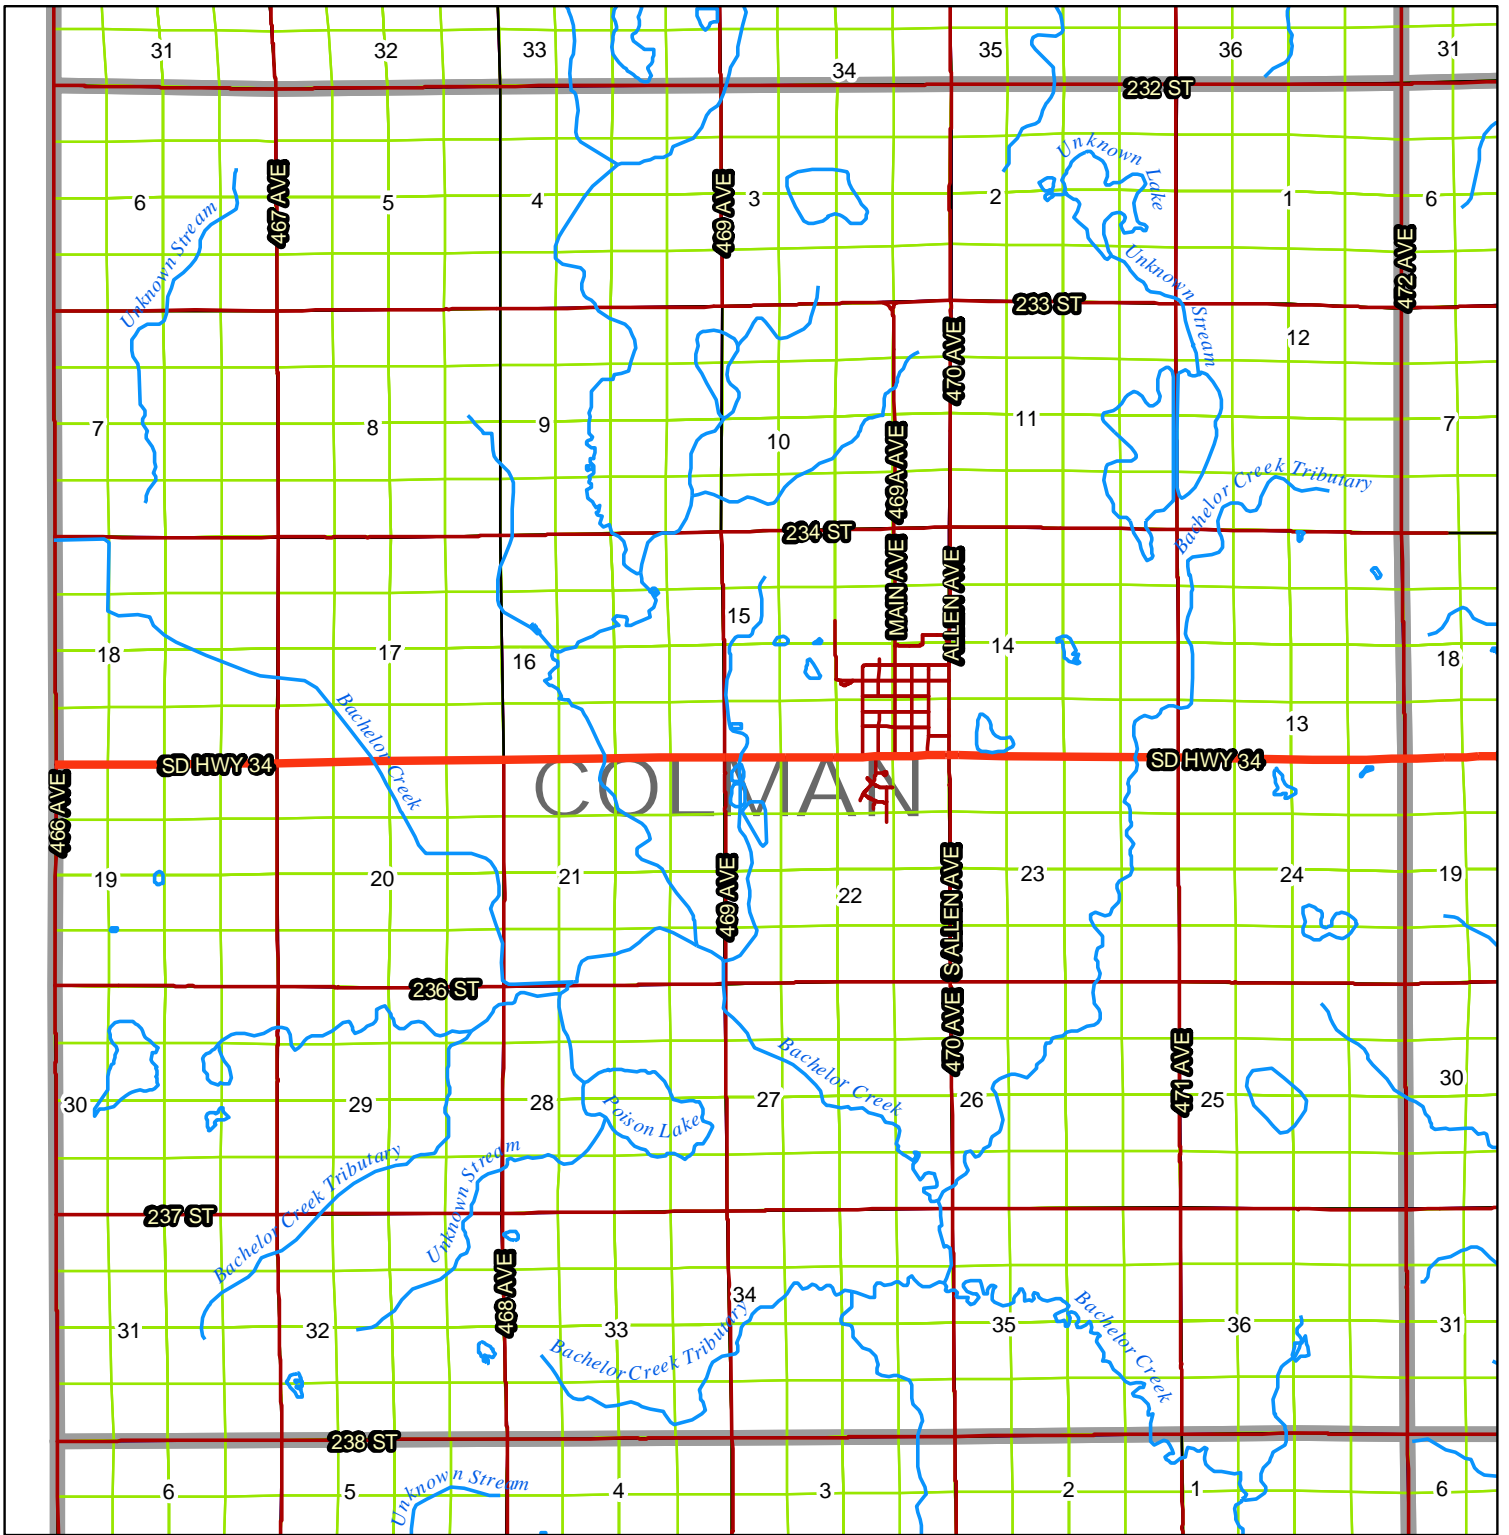 31
32
33
34
35
36
31
232 ST
Unknown Lake
6
467 AVE
5
4
469 AVE
3
2
1
6
Unknown Stream
Unknown Stream
472 AVE
233 ST
470 AVE
12
7
8
9
10
469A AVE
11
7
Bachelor Creek Tributary
234 ST
MAIN AVE
ALLEN AVE
15
14
18
17
16
18
13
Bachelor Creek
SD HWY 34
SD HWY 34
466 AVE
COLMAN
19
20
21
469 AVE
22
S ALLEN AVE
23
24
19
236 ST
470 AVE
471 AVE
Bachelor Creek
30
29
28
Poison Lake
27
26
25
30
Bachelor Creek Tributary
Unknown Stream
237 ST
468 AVE
34
31
32
33
Bachelor Creek Tributary
35
Bachelor Creek
36
31
238 ST
6
5
Unknown Stream
4
3
2
1
6